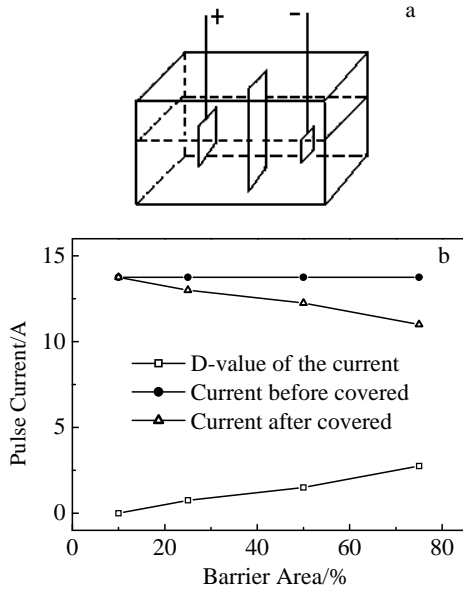 a
+
-
b
15
10
5
0
Pulse Current/A
D-value of the current
Current before covered
Current after covered
0 20 40 60 80
Barrier Area/%